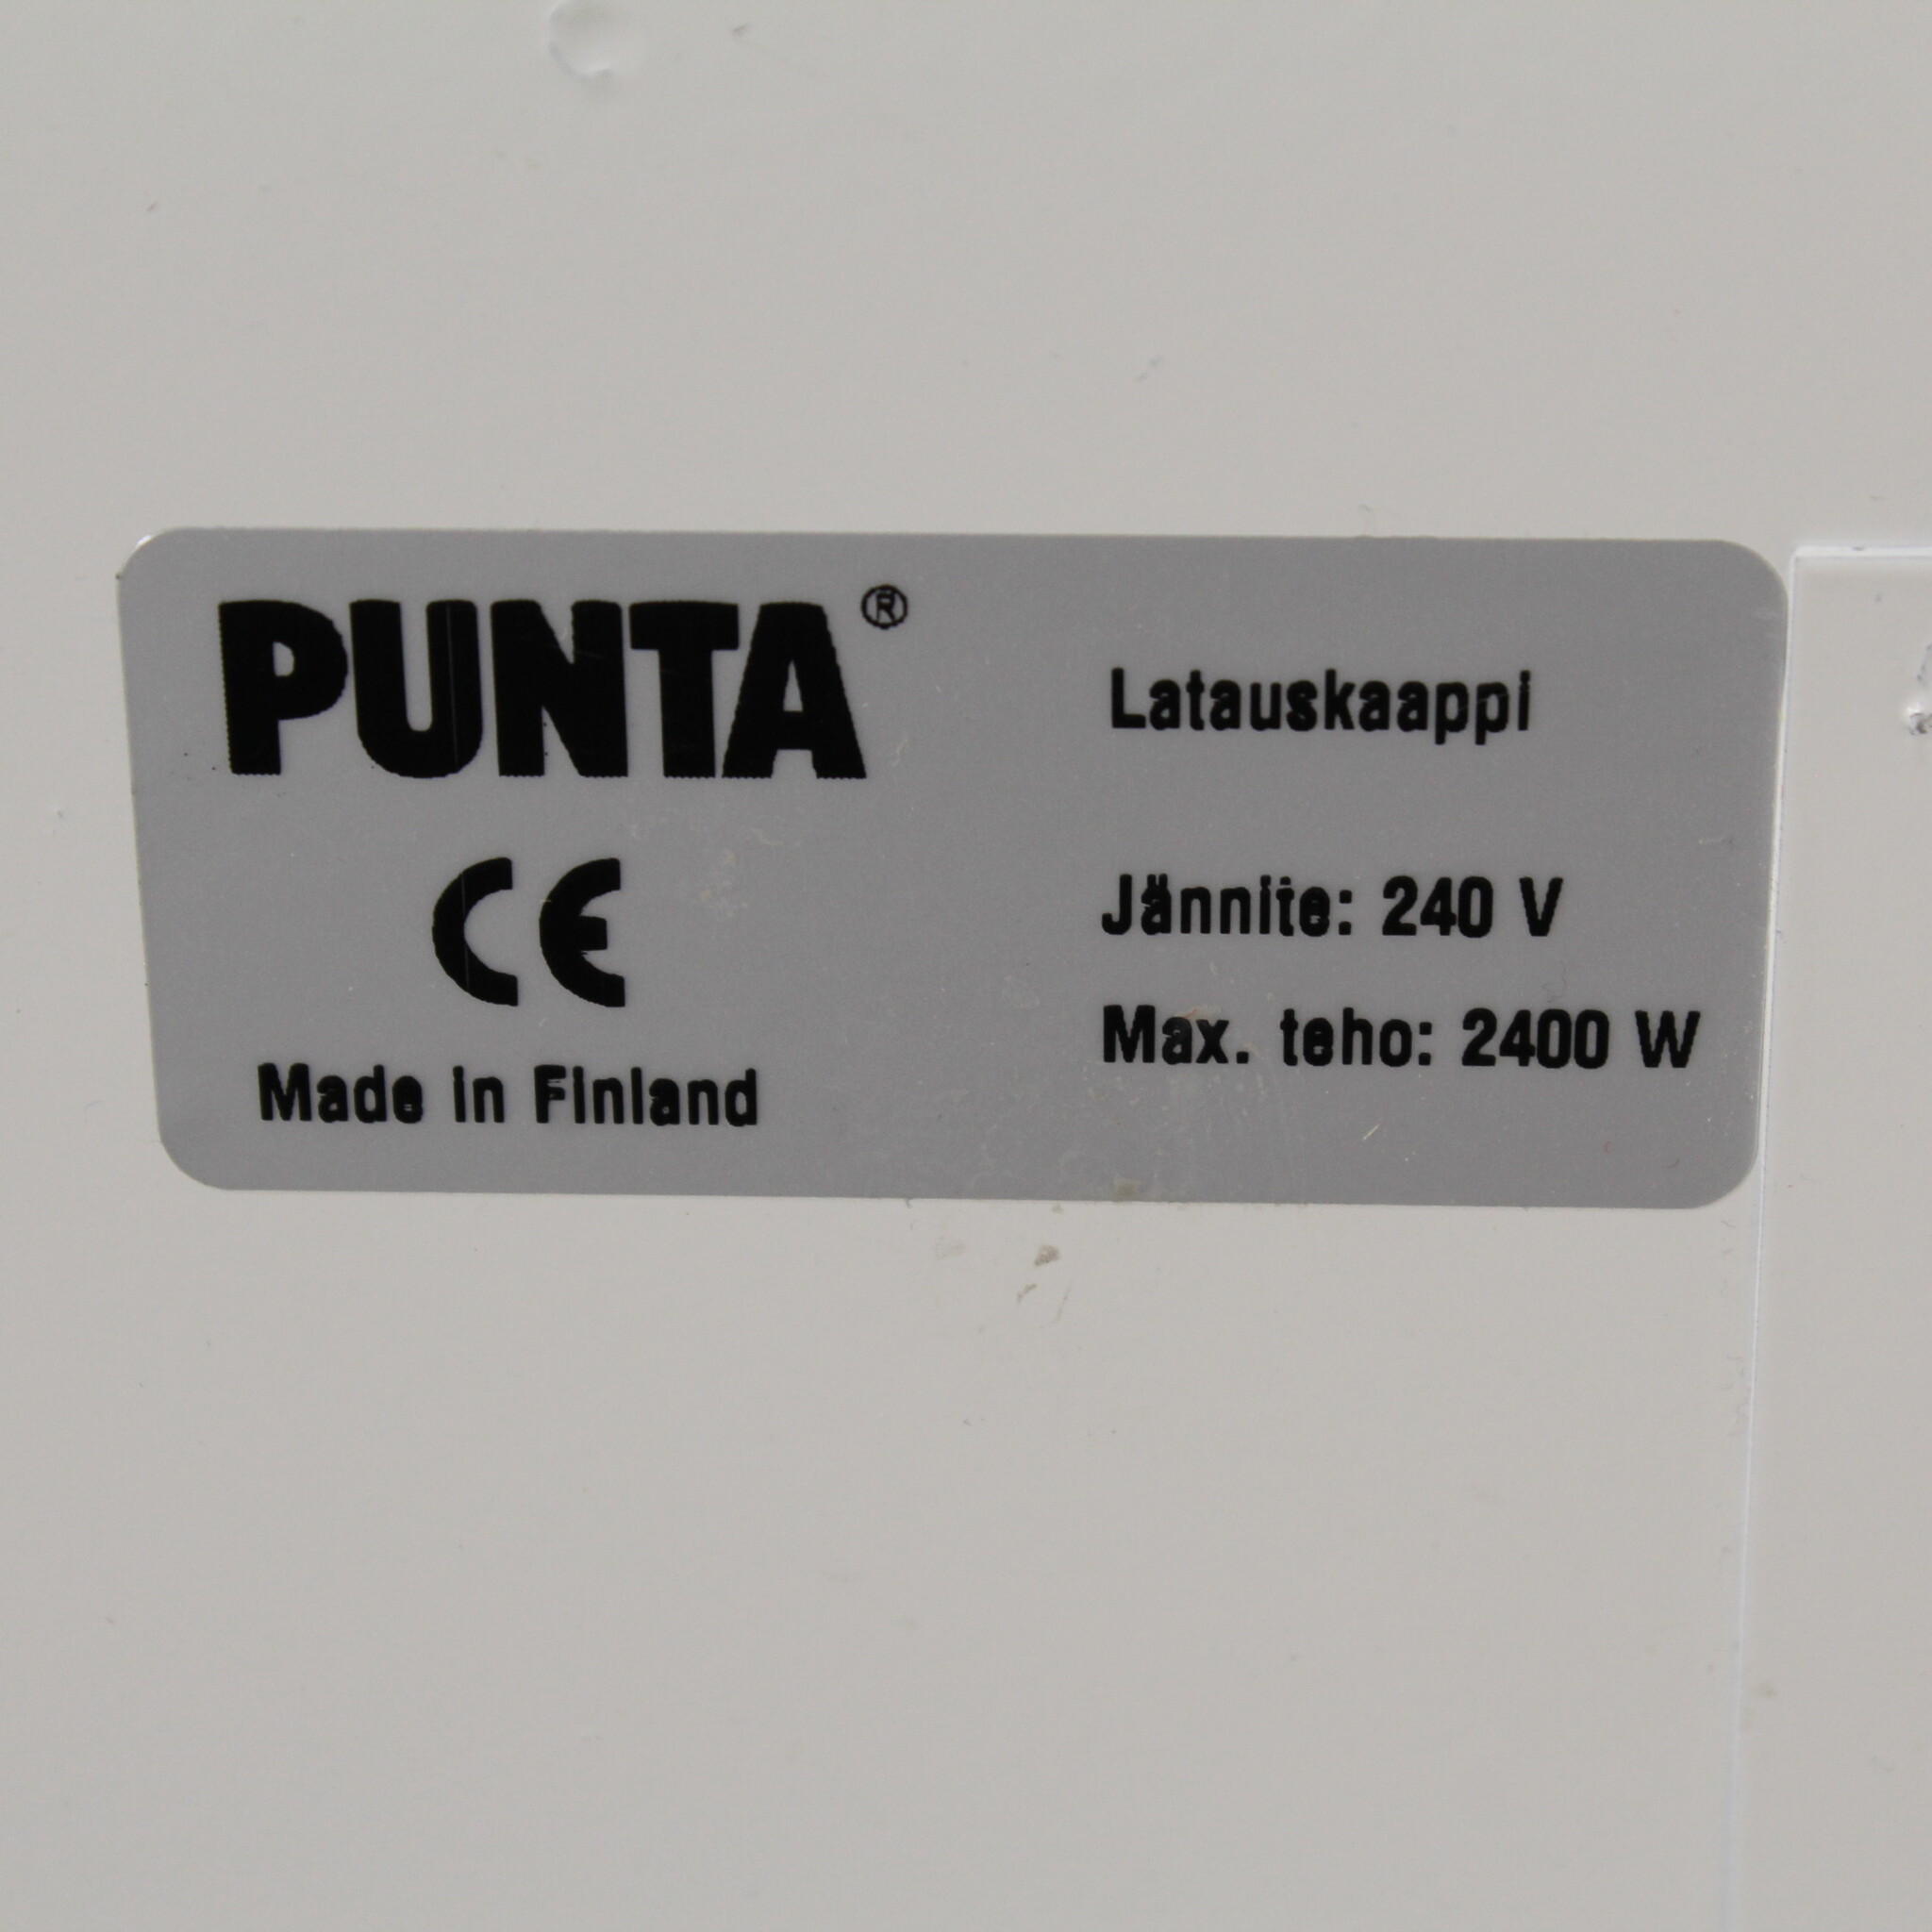 PUNTA®
CE
Made in Finland
Latauskaappi
Jännite: 240 V
Max. teho: 2400 W